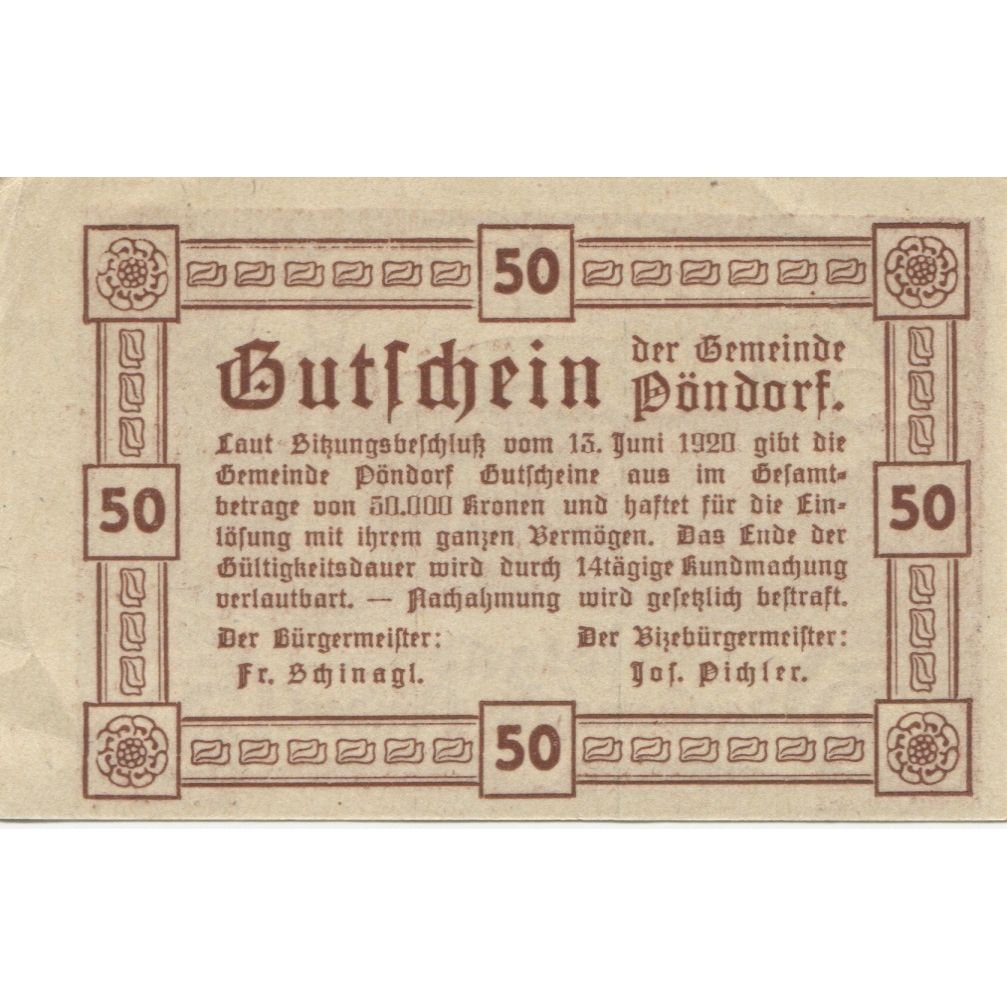 50
Gutschein der Gemeinde
Pöndorf.
Laut Sitzungsbeschluß vom 13. Juni 1920 gibt die
Gemeinde Pöndorf Gutscheine aus im Gesamt-
betrage von 50.000 Kronen und haftet für die Ein-
50 50
lösung mit ihrem ganzen Vermögen. Das Ende der
Gültigkeitsdauer wird durch 14tägige Kundmachung
verlautbart. — Nachahmung wird gesetzlich bestraft.
Der Bürgermeister: Der Vizebürgermeister:
Fr. Schinagl. Jos. Pichler.
50